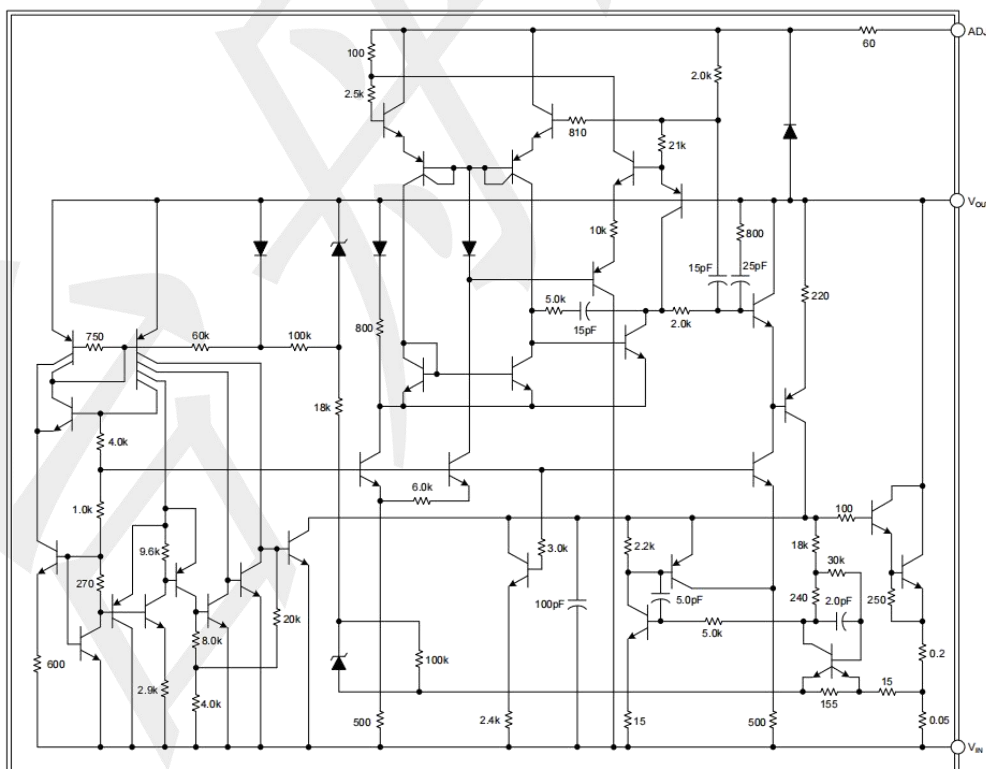 ADJ
60
100
2.5k
2.0k
810
21k
V_OUT
10k
800
15pF
25pF
220
5.0k
15pF
2.0k
800
750
60k
100k
18k
4.0k
6.0k
1.0k
3.0k
100
9.6k
2.2k
18k
30k
270
100pF
5.0pF
240
2.0pF
250
20k
8.0k
5.0k
600
100k
0.2
2.9k
4.0k
155
15
500
2.4k
15
500
0.05
V_IN